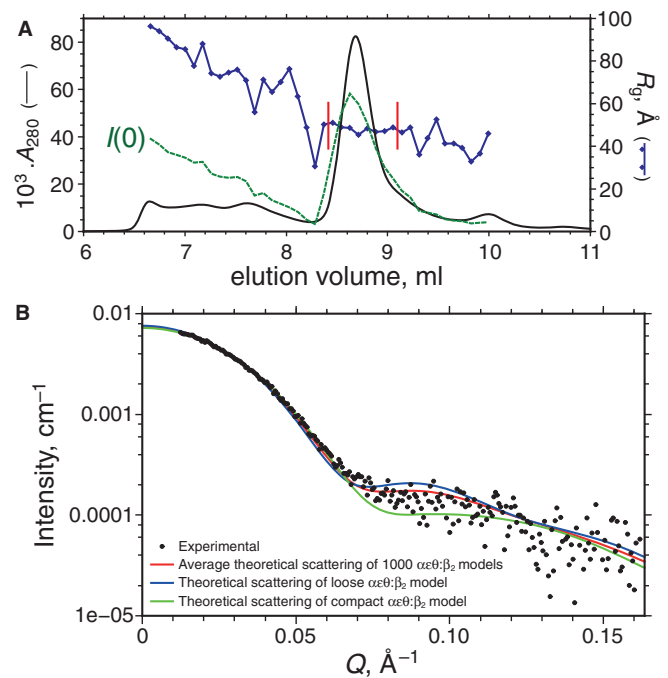 A
80
60
40
20
0
10³ . A₂₈₀ (—)
I(0)
100
80
60
40
20
0
Rg, Å ( )
6 7 8 9 10 11
elution volume, ml
B
0.01
0.001
0.0001
1e−05
Intensity, cm⁻¹
Experimental
Average theoretical scattering of 1000 αεθ:β₂ models
Theoretical scattering of loose αεθ:β₂ model
Theoretical scattering of compact αεθ:β₂ model
0 0.05 0.10 0.15
Q, Å⁻¹